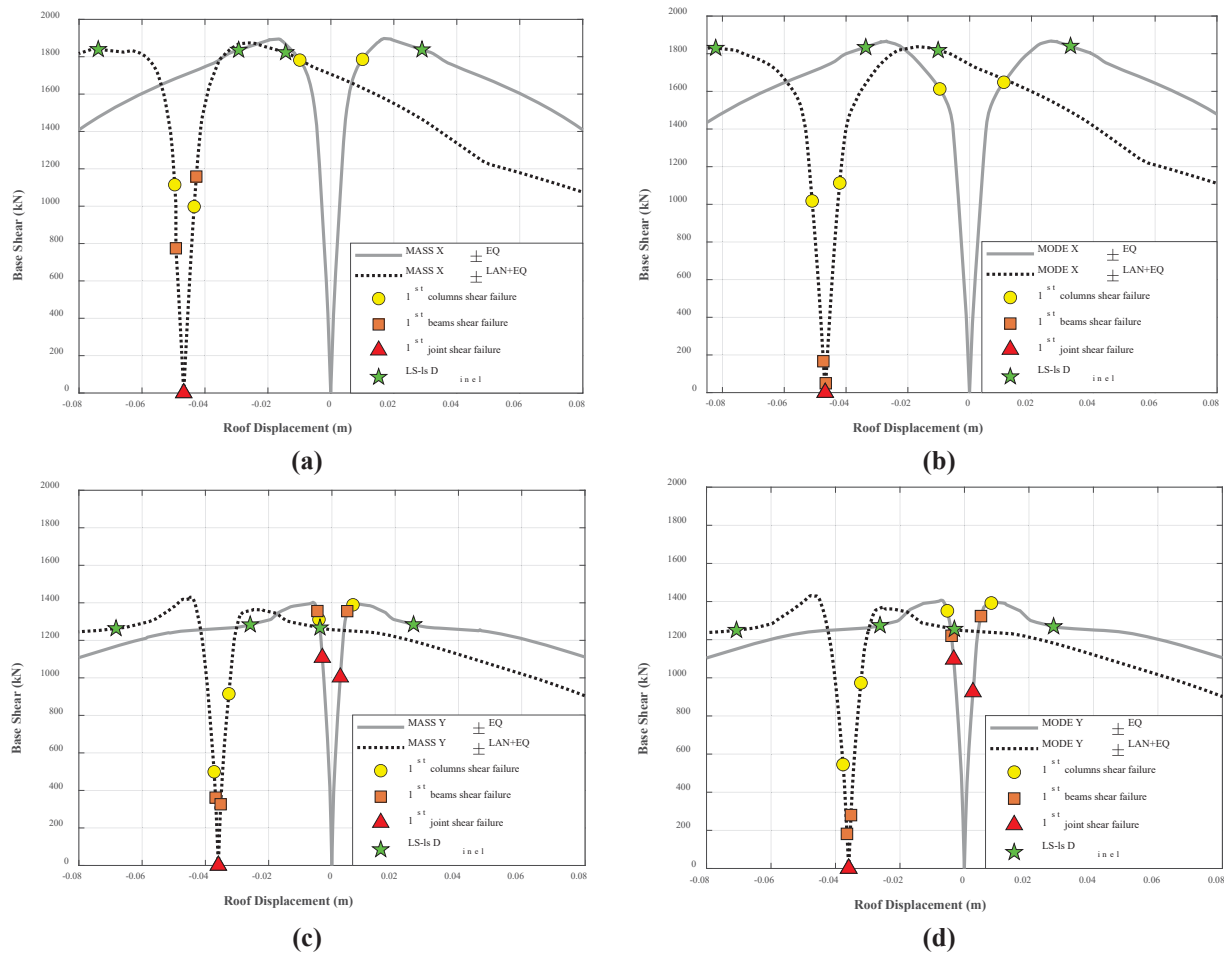 2000
1800
1600
1400
1200
1000
800
600
400
200
0
Base Shear (kN)
-0.08 -0.06 -0.04 -0.02 0 0.02 0.04 0.06 0.08
Roof Displacement (m)
MASS X ± EQ
MASS X ± LAN+EQ
1st columns shear failure
1st beams shear failure
1st joint shear failure
LS-ls D inel
(a)
2000
1800
1600
1400
1200
1000
800
600
400
200
0
Base Shear (kN)
-0.08 -0.06 -0.04 -0.02 0 0.02 0.04 0.06 0.08
Roof Displacement (m)
MODE X ± EQ
MODE X ± LAN+EQ
1st columns shear failure
1st beams shear failure
1st joint shear failure
LS-ls D inel
(b)
2000
1800
1600
1400
1200
1000
800
600
400
200
0
Base Shear (kN)
-0.08 -0.06 -0.04 -0.02 0 0.02 0.04 0.06 0.08
Roof Displacement (m)
MASS Y ± EQ
MASS Y ± LAN+EQ
1st columns shear failure
1st beams shear failure
1st joint shear failure
LS-ls D inel
(c)
2000
1800
1600
1400
1200
1000
800
600
400
200
0
Base Shear (kN)
-0.08 -0.06 -0.04 -0.02 0 0.02 0.04 0.06 0.08
Roof Displacement (m)
MODE Y ± EQ
MODE Y ± LAN+EQ
1st columns shear failure
1st beams shear failure
1st joint shear failure
LS-ls D inel
(d)